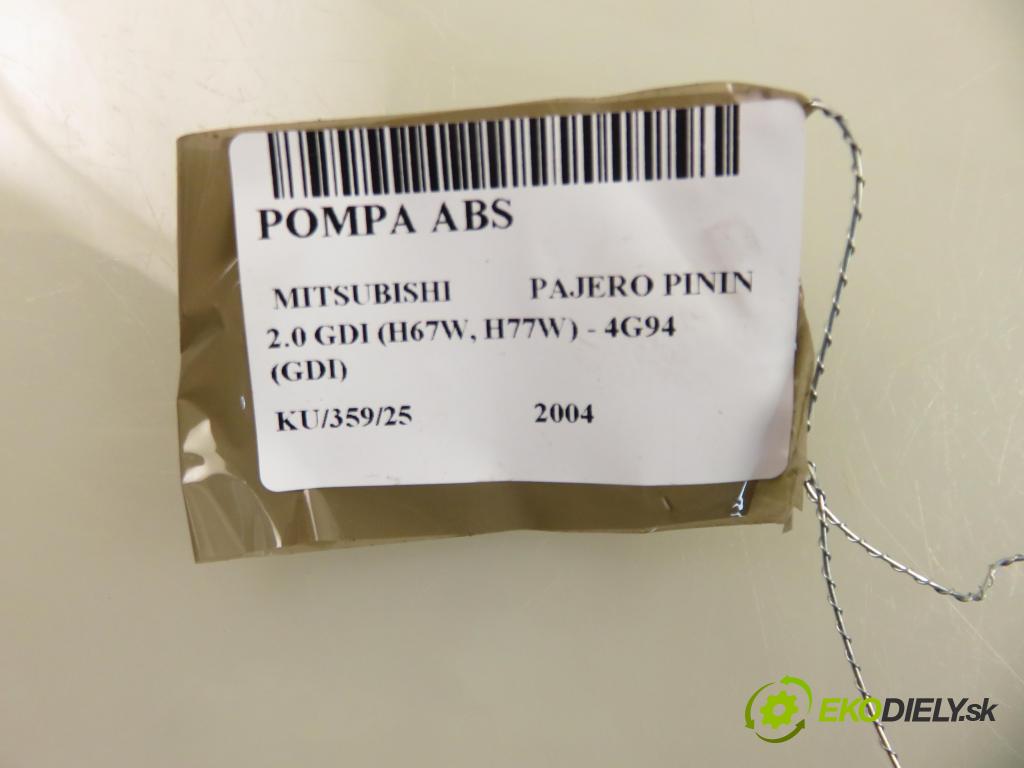 POMPA ABS
MITSUBISHI PAJERO PININ
2.0 GDI (H67W, H77W) - 4G94
(GDI)
KU/359/25 2004
EKODIELY.sk